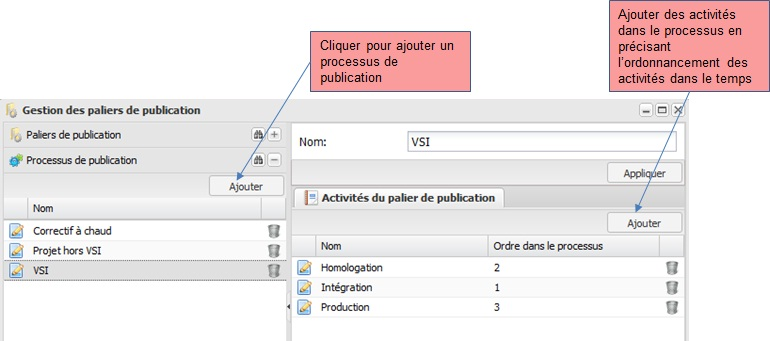 Cliquer pour ajouter un
processus de
publication
Ajouter des activités
dans le processus en
précisant
l'ordonnancement des
activités dans le temps
Gestion des paliers de publication
Paliers de publication
Processus de publication
Ajouter
Nom
Correctif à chaud
Projet hors VSI
VSI
Nom: VSI
Appliquer
Activités du palier de publication
Ajouter
Nom Ordre dans le processus
Homologation 2
Intégration 1
Production 3